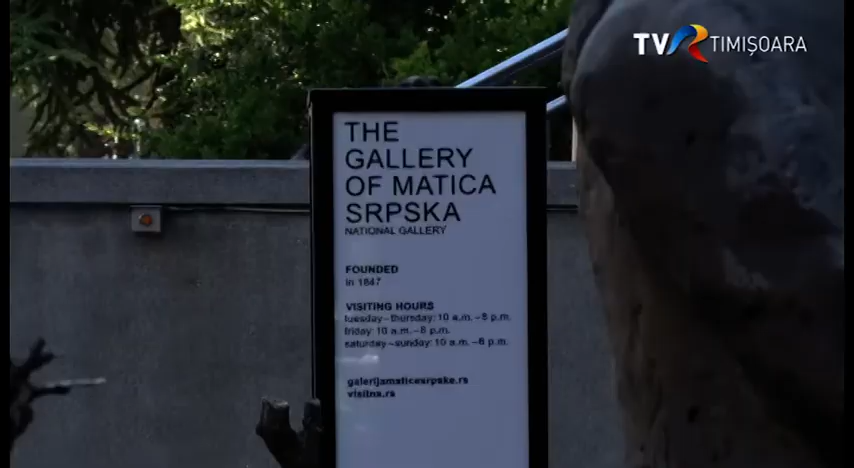 TVR TIMIȘOARA
THE
GALLERY
OF MATICA
SRPSKA
NATIONAL GALLERY
FOUNDED
in 1847
VISITING HOURS
tuesday–thursday: 10 a.m.–6 p.m.
friday: 10 a.m.–8 p.m.
saturday–sunday: 10 a.m.–6 p.m.
galerijamaticesrpske.rs
visitns.rs